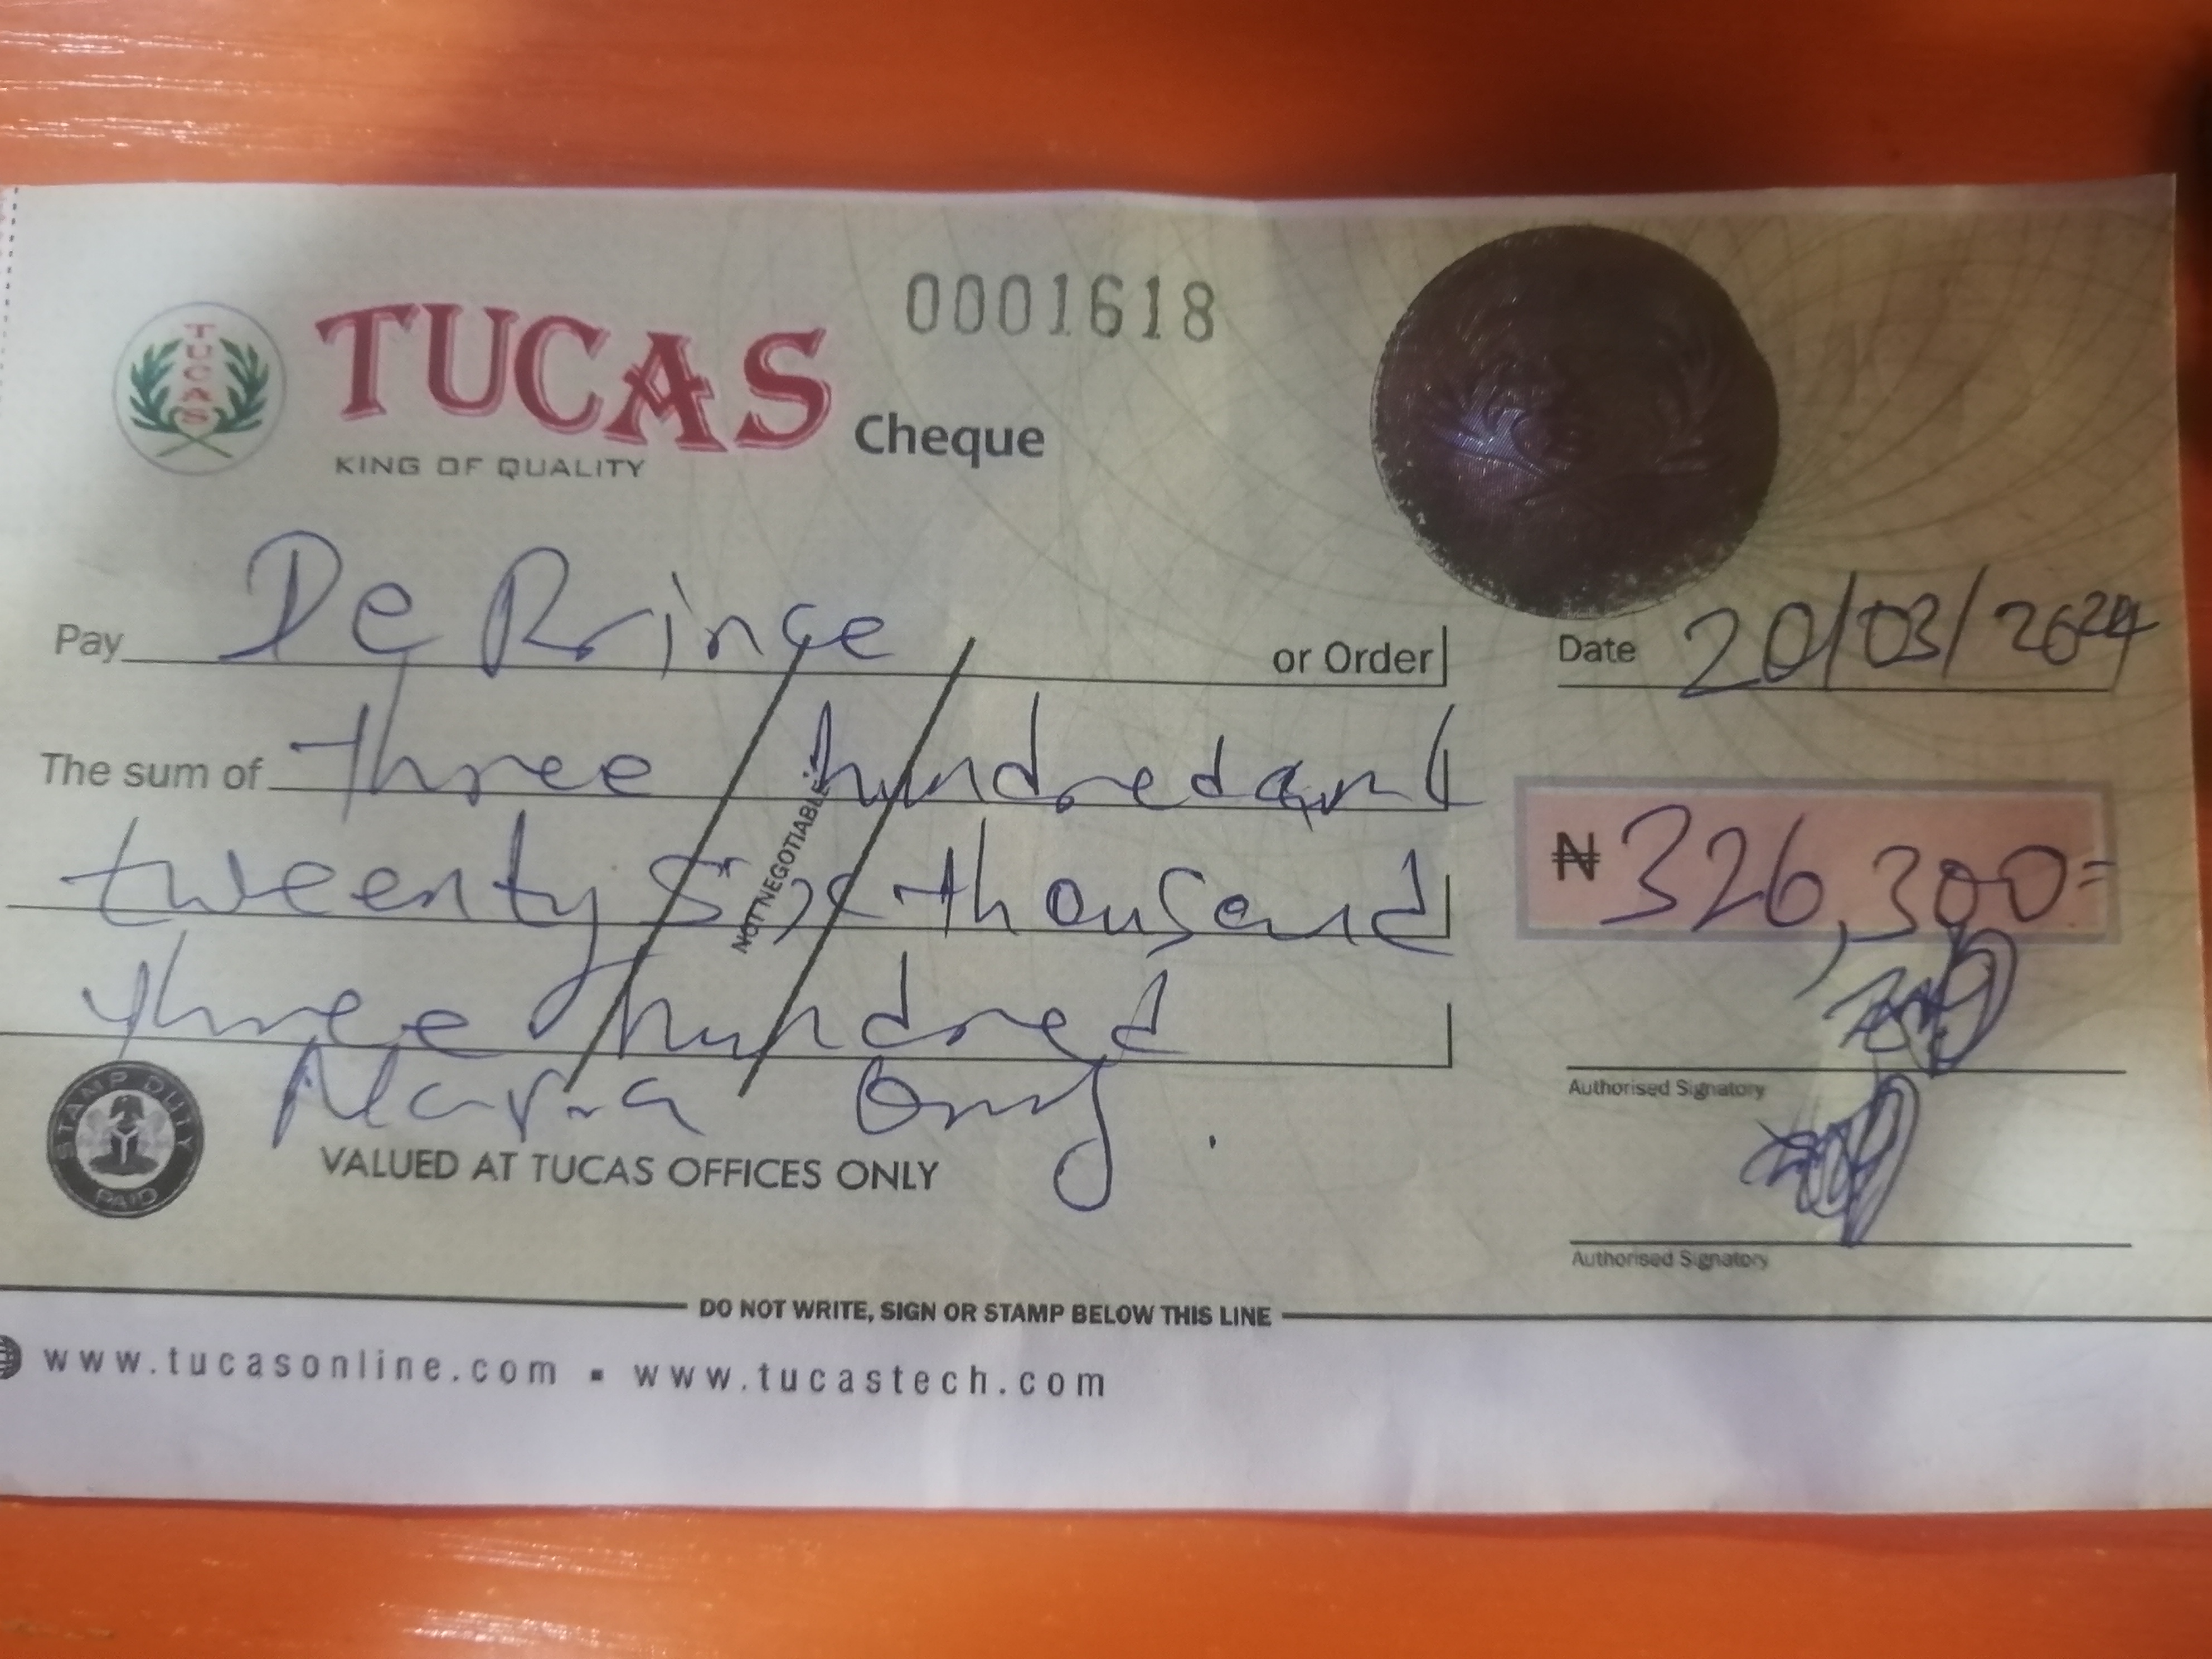 0001618
TUCAS
TUCAS Cheque
KING OF QUALITY
Pay De Prince or Order
Date 20/03/2024
The sum of three hundred and
tweenty six thousand
₦326,300=
three hundred
Naira Only.
NOT NEGOTIABLE
Authorised Signatory
STAMP DUTY
PAID
VALUED AT TUCAS OFFICES ONLY
Authorised Signatory
DO NOT WRITE, SIGN OR STAMP BELOW THIS LINE
www.tucasonline.com ▪ www.tucastech.com